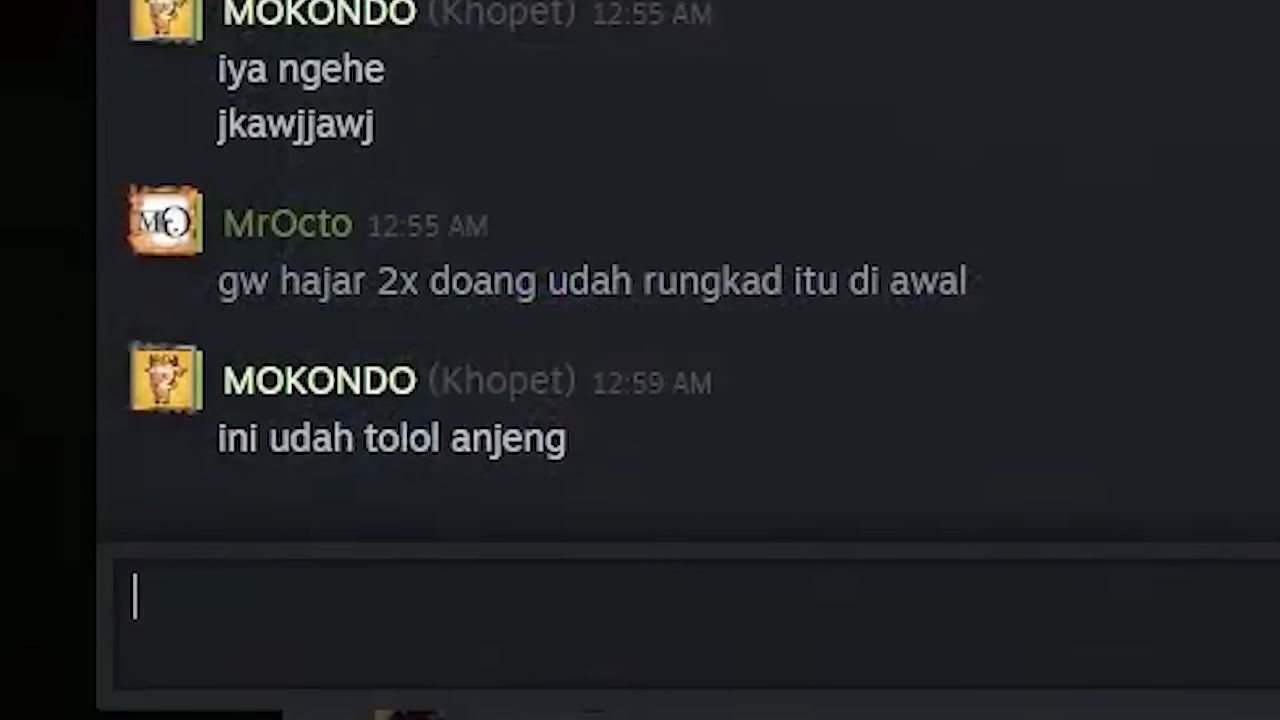 MOKONDO (Khopet) 12:55 AM
iya ngehe
jkawjjawj
MO
MrOcto 12:55 AM
gw hajar 2x doang udah rungkad itu di awal
MOKONDO (Khopet) 12:59 AM
ini udah tolol anjeng